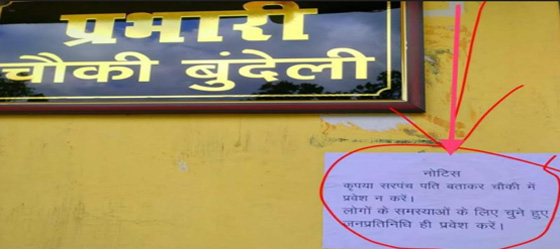 प्रभारी
चौकी बुंदेली
नोटिस
कृपया सरपंच पति बताकर चौकी में
प्रवेश न करें।
लोगों के समस्याओं के लिए चुने हुए
जनप्रतिनिधि ही प्रवेश करें।